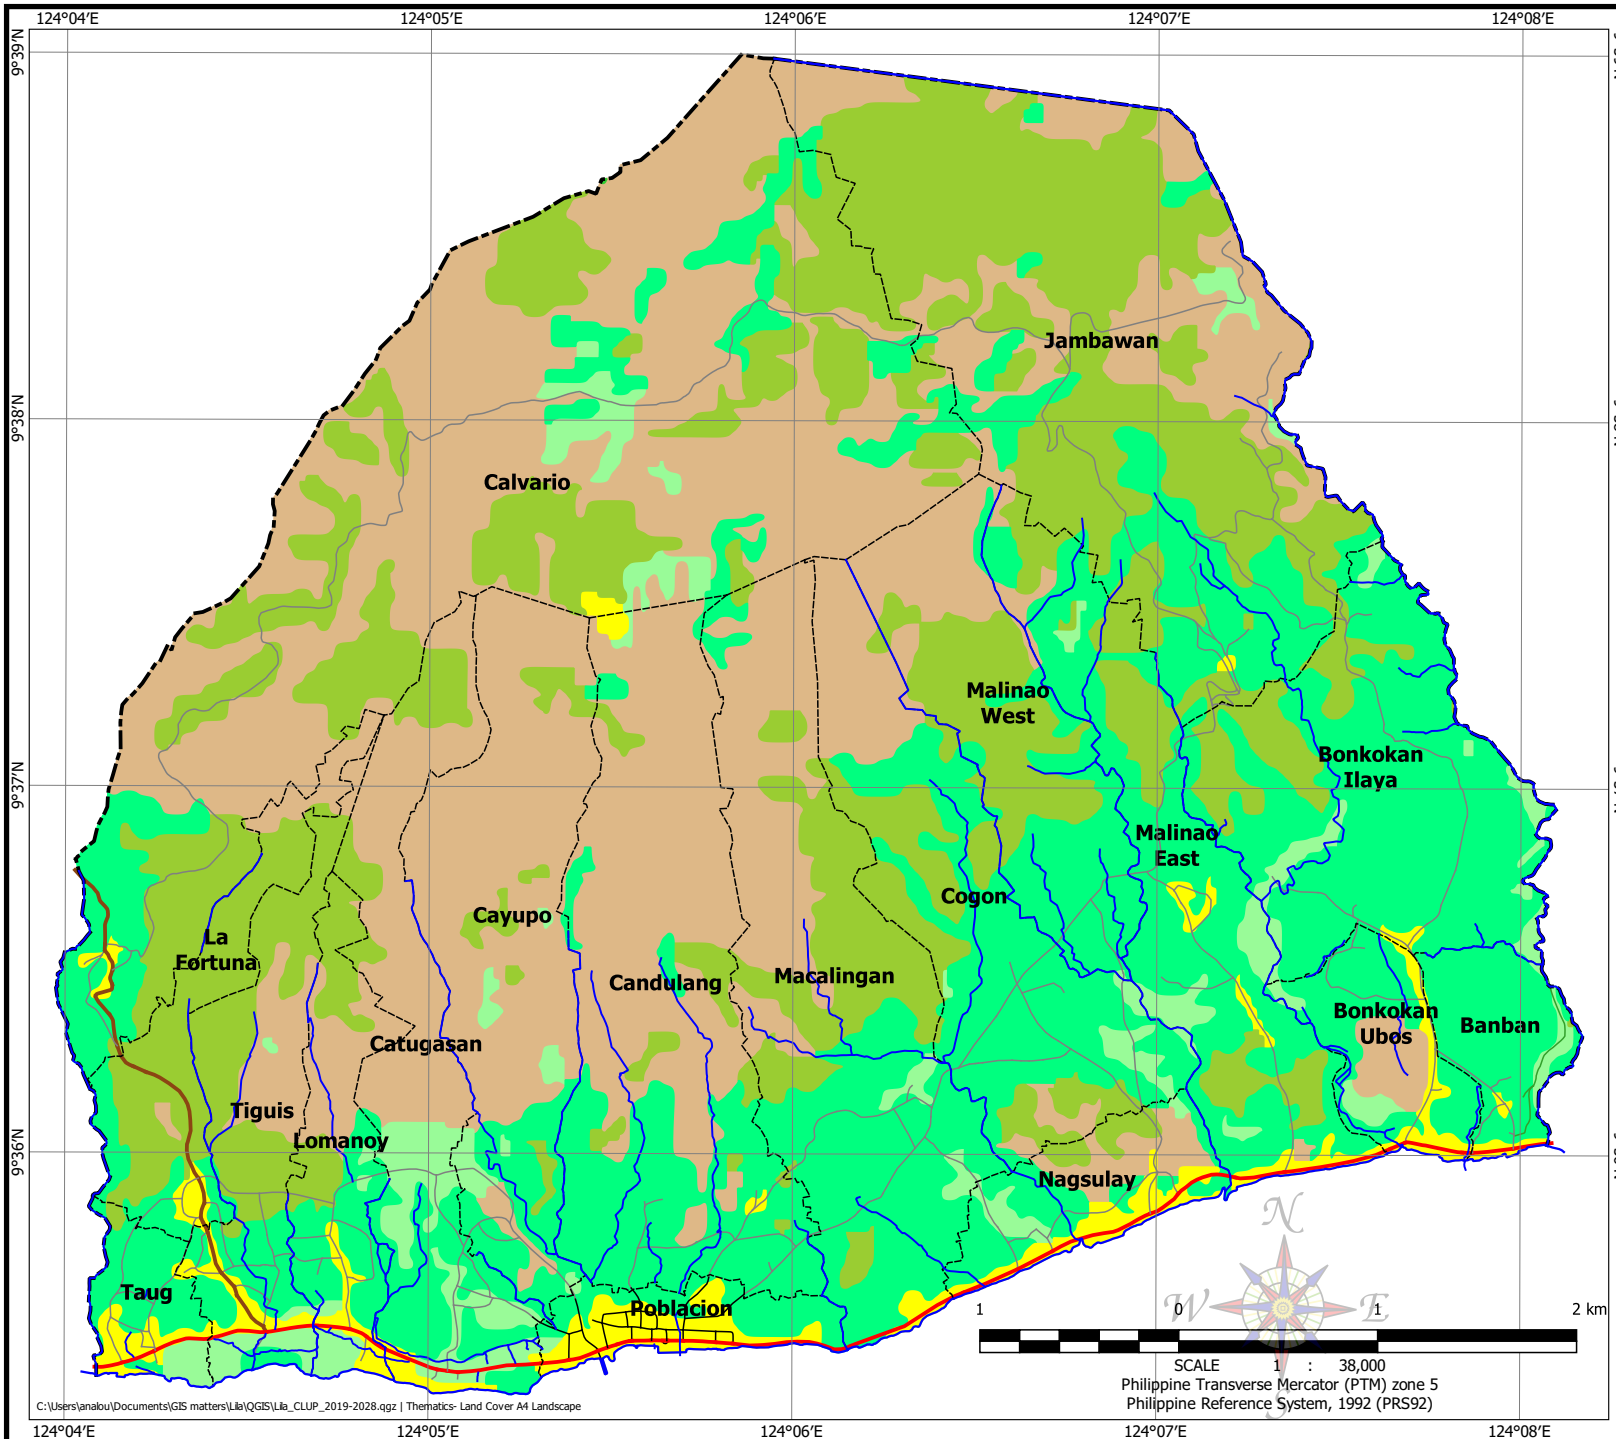 124°04'E 124°05'E 124°06'E 124°07'E 124°08'E
9°39'N
Jambawan
9°38'N
Calvario
Malinao
West
Bonkokan
Ilaya
9°37'N
Malinao
East
Cogon
Cayupo
La
Fortuna
Candulang
Macalingan
Bonkokan
Ubos
Banban
Catugasan
Tiguis
Lomanoy
9°36'N
Nagsulay
N
Taug
Poblacion
W E
1 0 1 2 km
SCALE 1 : 38,000
Philippine Transverse Mercator (PTM) zone 5
Philippine Reference System, 1992 (PRS92)
S
C:\Users\analou\Documents\GIS matters\Lila\QGIS\Lila_CLUP_2019-2028.qgz | Thematics- Land Cover A4 Landscape
124°04'E 124°05'E 124°06'E 124°07'E 124°08'E